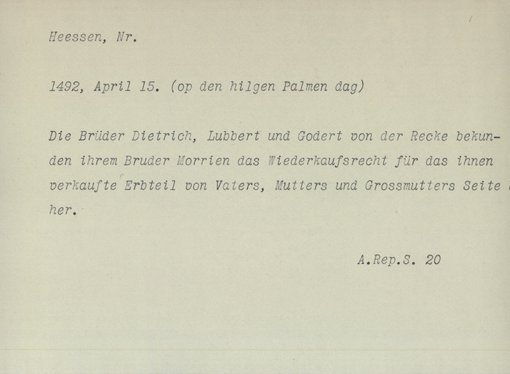 Heessen, Nr.
1492, April 15. (op den hilgen Palmen dag)
Die Brüder Dietrich, Lubbert und Godert von der Recke bekun-
den ihrem Bruder Morrien das Wiederkaufsrecht für das ihnen
verkaufte Erbteil von Vaters, Mutters und Grossmutters Seite
her.
A.Rep.S. 20